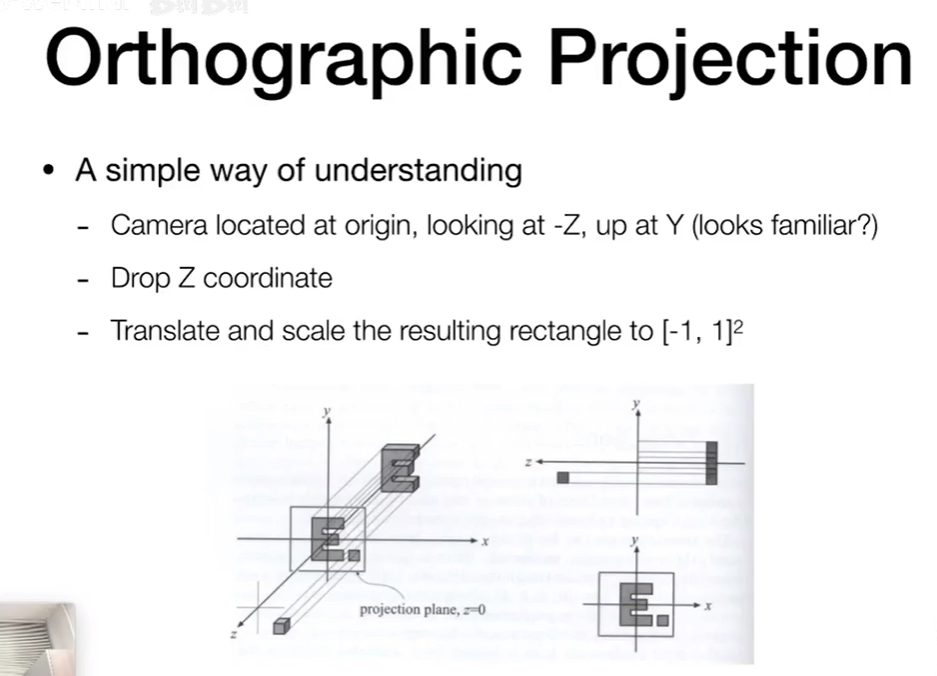 Orthographic Projection
• A simple way of understanding
- Camera located at origin, looking at -Z, up at Y (looks familiar?)
- Drop Z coordinate
- Translate and scale the resulting rectangle to [-1, 1]²
y
x
z
projection plane, z=0
y
z
y
x